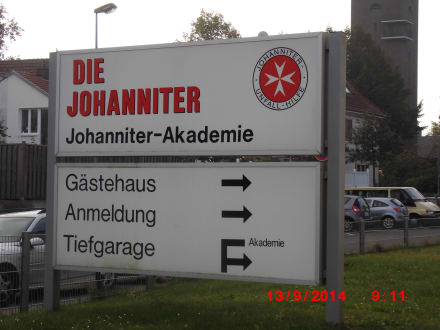 DIE
JOHANNITER
JOHANNITER
UNFALL-HILFE
Johanniter-Akademie
Gästehaus
Anmeldung
Tiefgarage
Akademie
13/9/2014 9:11